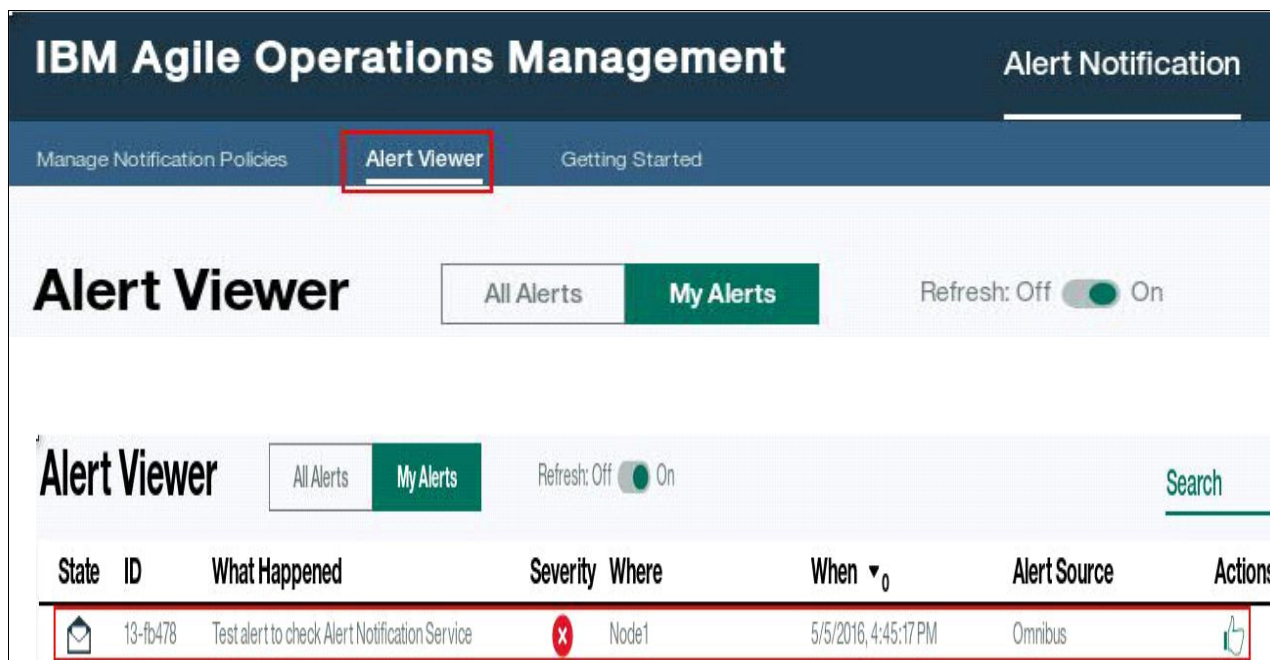 IBM Agile Operations Management Alert Notification
Manage Notification Policies Alert Viewer Getting Started
Alert Viewer All Alerts My Alerts Refresh: Off On
Alert Viewer All Alerts My Alerts Refresh: Off On Search
State ID What Happened Severity Where When ▼0 Alert Source Actions
13-fb478 Test alert to check Alert Notification Service Node1 5/5/2016, 4:45:17 PM Omnibus